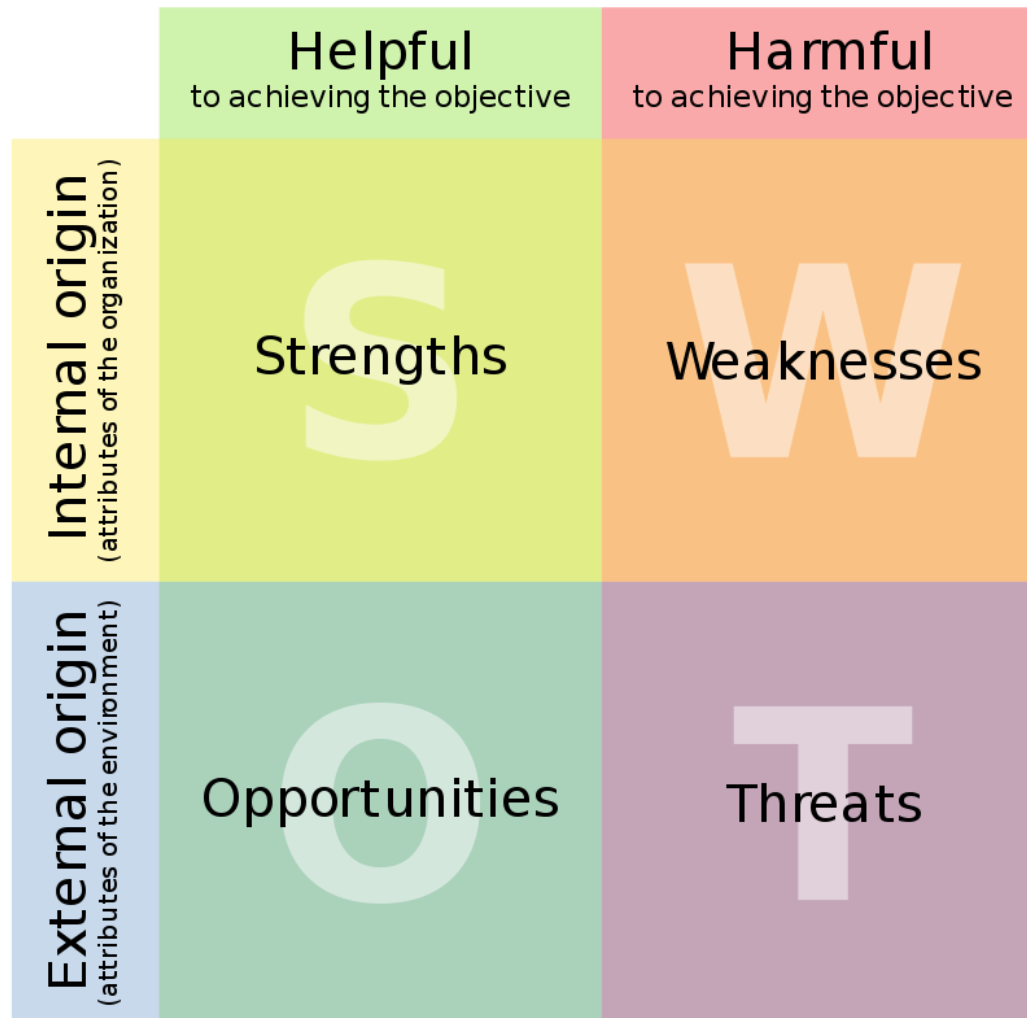 Helpful
to achieving the objective
Harmful
to achieving the objective
Internal origin
(attributes of the organization)
S
Strengths
W
Weaknesses
External origin
(attributes of the environment)
O
Opportunities
T
Threats